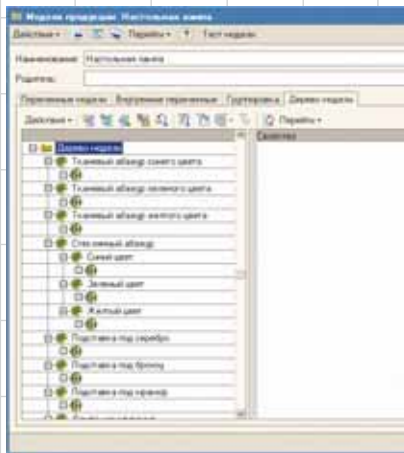 Модели продукции: Настольная лампа
Действия Перейти ? Тест модели
Наименование: Настольная лампа
Родитель:
Переменные модели Внутренние переменные Группировка Дерево модели
Действия Перейти
Свойство
Дерево модели
Тканевый абажур синего цвета
Тканевый абажур зеленого цвета
Тканевый абажур желтого цвета
Стеклянный абажур
Синий цвет
Зеленый цвет
Желтый цвет
Подставка под серебро
Подставка под бронзу
Подставка под мрамор